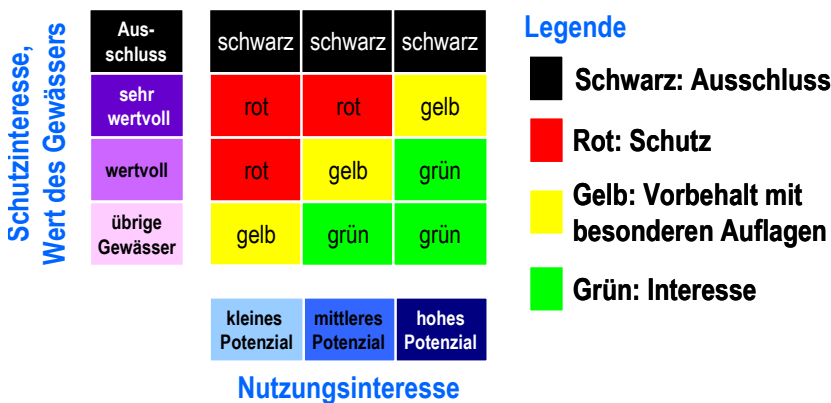 Schutzinteresse,
Wert des Gewässers
Aus-
schluss
schwarz schwarz schwarz
sehr
wertvoll
rot rot gelb
wertvoll
rot gelb grün
übrige
Gewässer
gelb grün grün
kleines
Potenzial
mittleres
Potenzial
hohes
Potenzial
Nutzungsinteresse
Legende
Schwarz: Ausschluss
Rot: Schutz
Gelb: Vorbehalt mit
besonderen Auflagen
Grün: Interesse